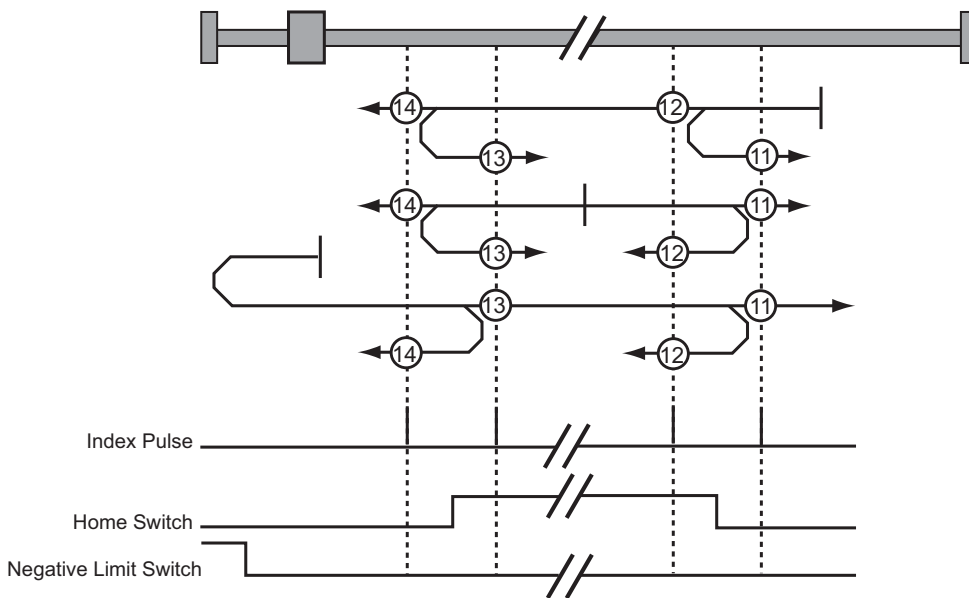 14 12
13 11
14 11
13 12
13 11
14 12
Index Pulse
Home Switch
Negative Limit Switch